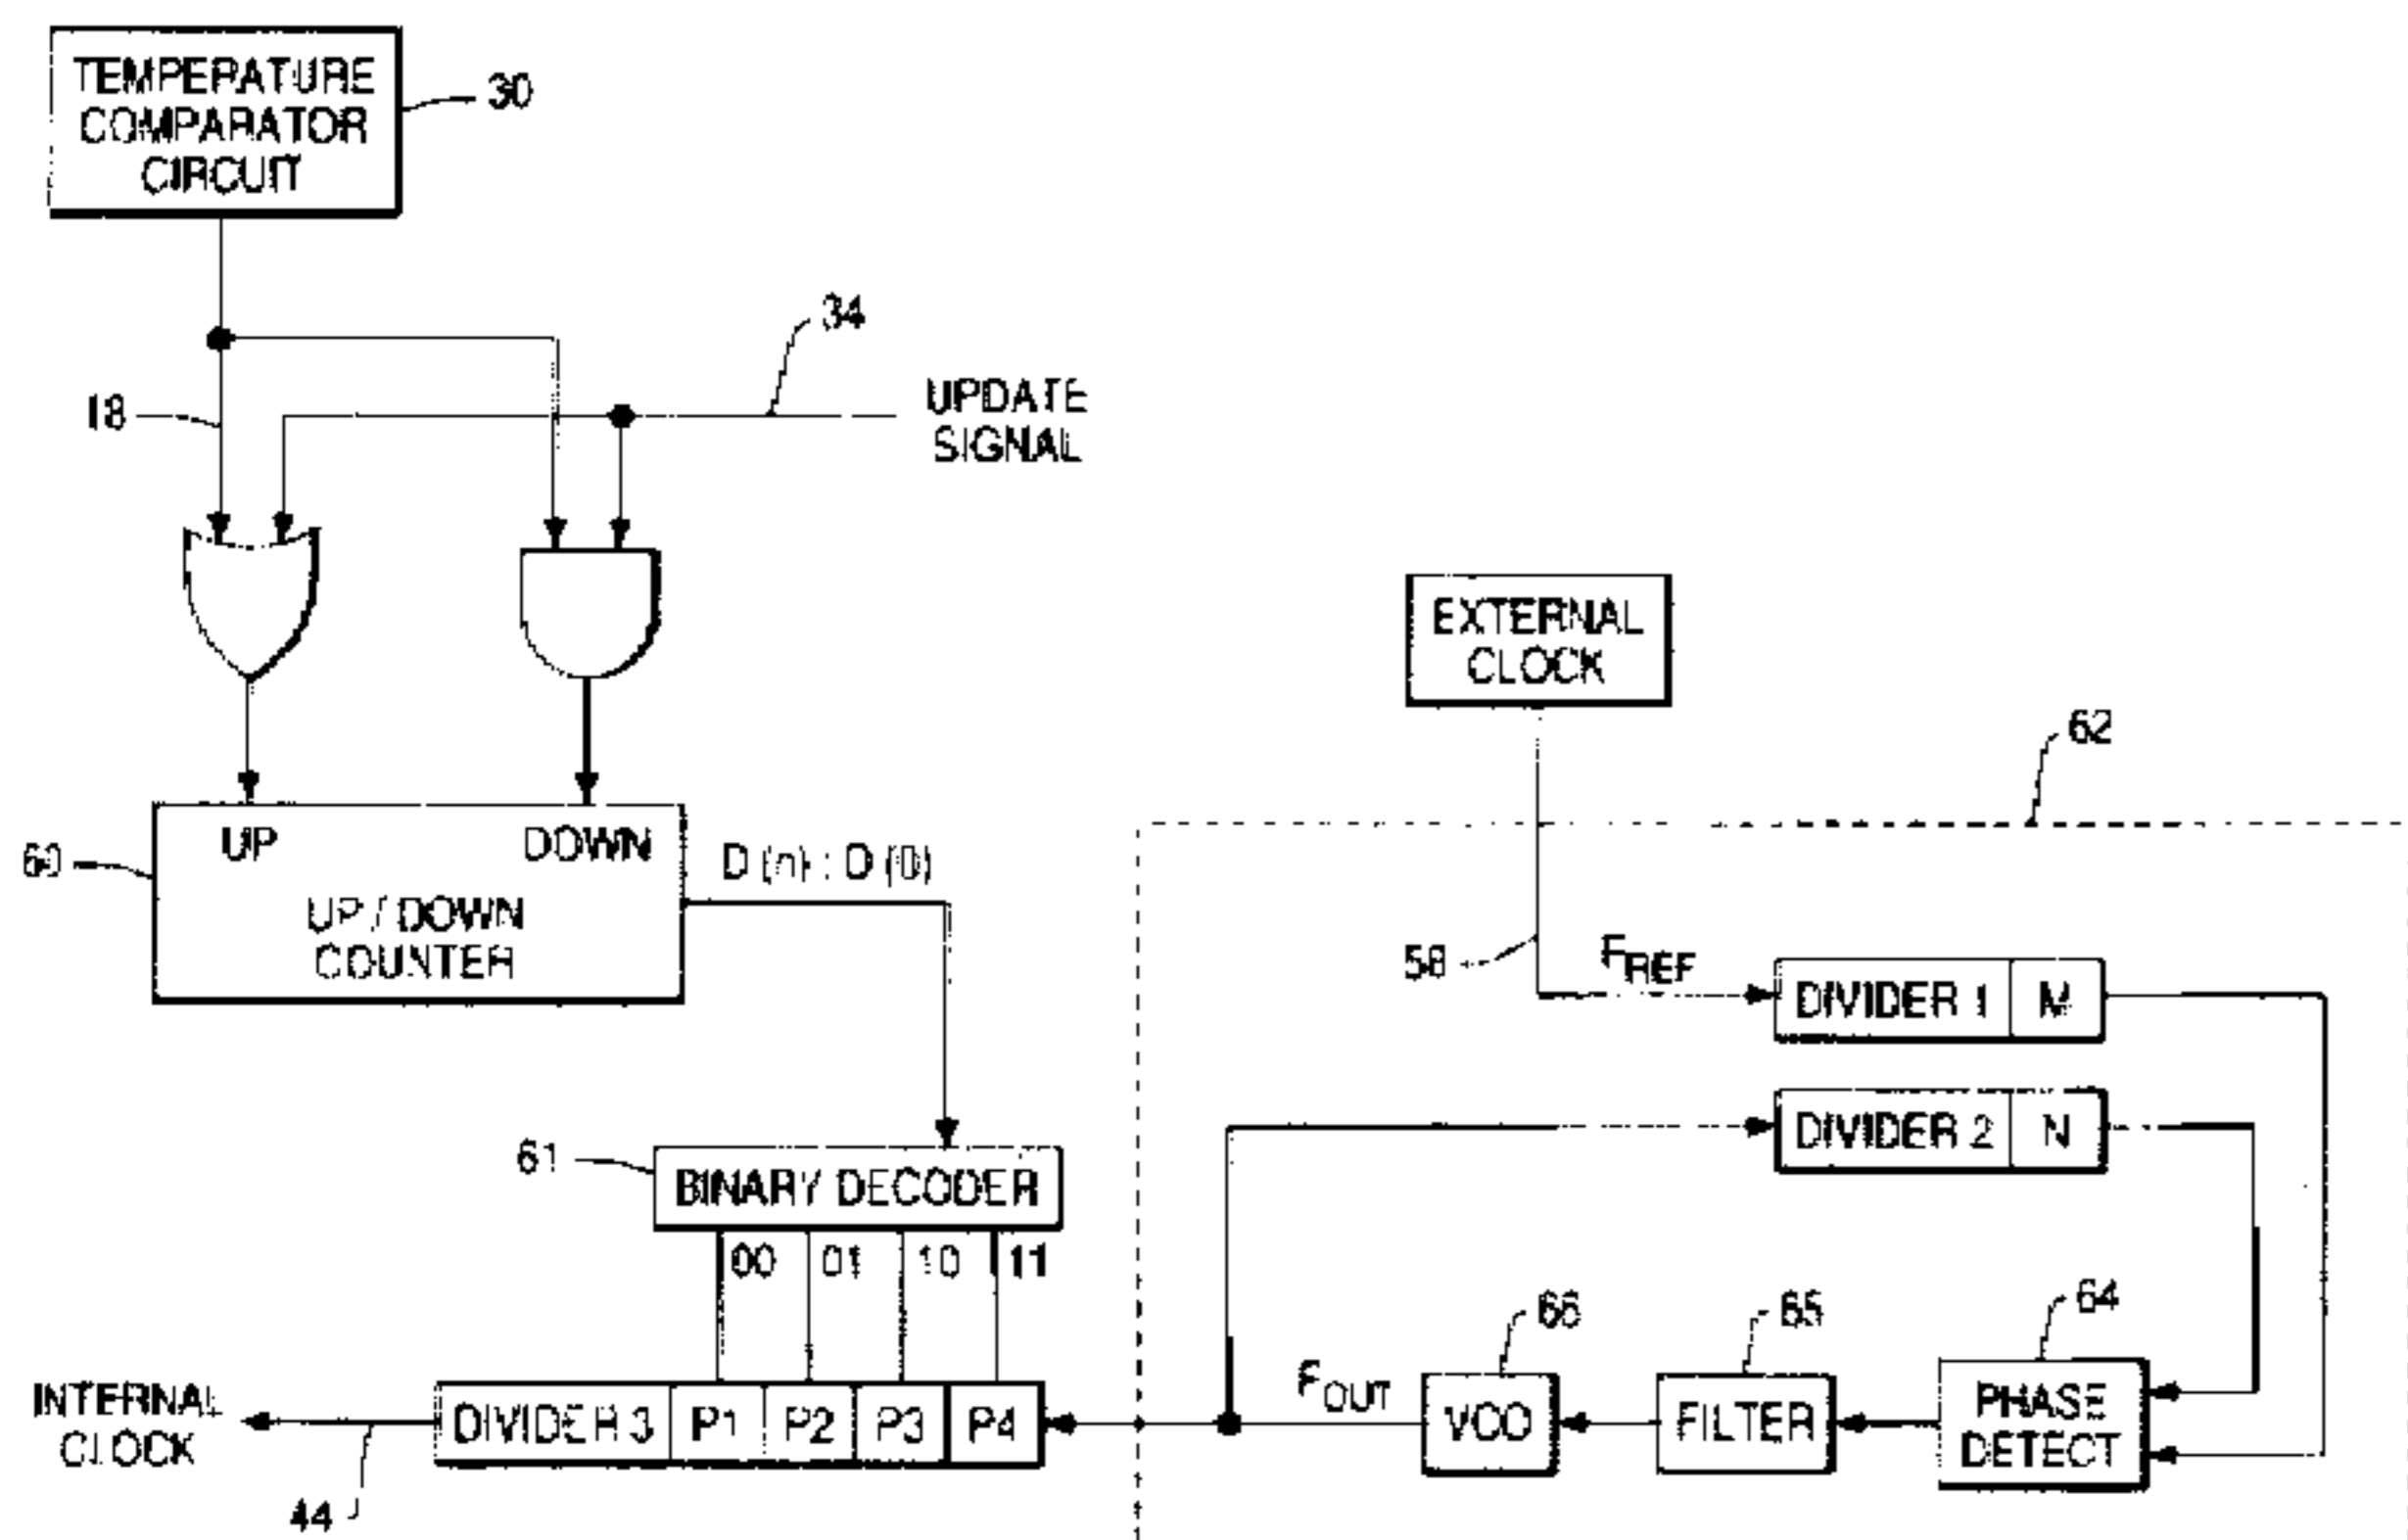 TEMPERATURE
COMPARATOR
CIRCUIT
30
34
18
UPDATE
SIGNAL
EXTERNAL
CLOCK
62
UP
DOWN
60
D (n) : D (0)
UP / DOWN
COUNTER
58
FREF
DIVIDER 1
M
DIVIDER 2
N
61
BINARY DECODER
00
01
10
11
66
65
64
INTERNAL
CLOCK
DIVIDER 3
P1
P2
P3
P4
FOUT
VCO
FILTER
PHASE
DETECT
44